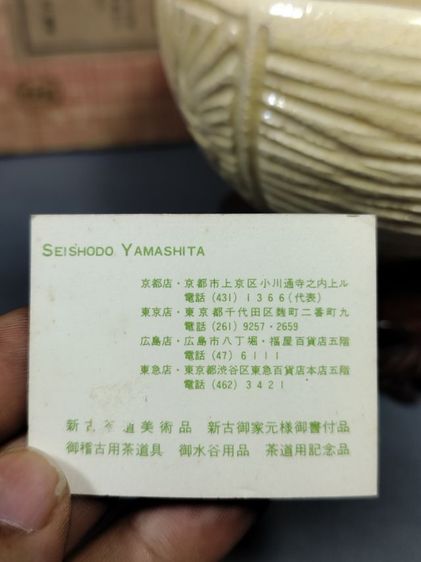 SEISHODO YAMASHITA
京都店・京都市上京区小川通寺之内上ル
電話 (431) 1366(代表)
東京店・東京都千代田区麹町二番町九
電話 (261) 9257・2659
広島店・広島市八丁堀・福屋百貨店五階
電話 (47) 6111
東急店・東京都渋谷区東急百貨店本店五階
電話 (462) 3421
新古茶道美術品 新古御家元様御書付品
御稽古用茶道具 御水谷用品 茶道用記念品